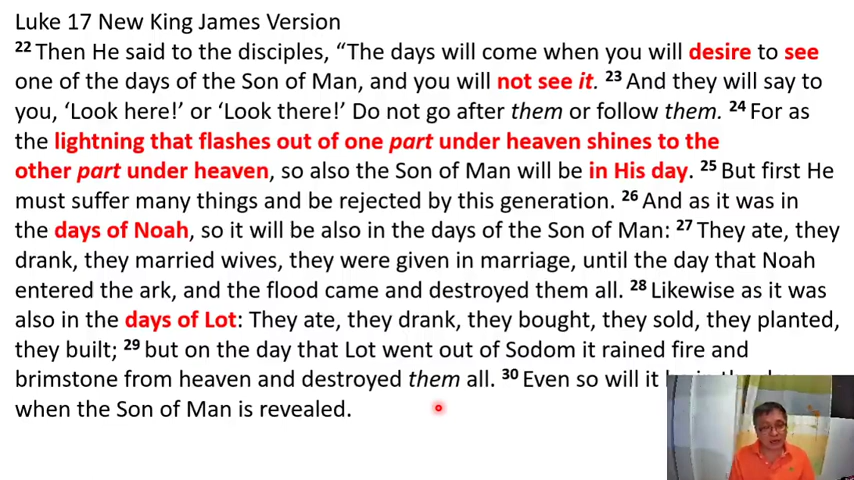 Luke 17 New King James Version
22 Then He said to the disciples, “The days will come when you will desire to see
one of the days of the Son of Man, and you will not see it. 23 And they will say to
you, ‘Look here!’ or ‘Look there!’ Do not go after them or follow them. 24 For as
the lightning that flashes out of one part under heaven shines to the
other part under heaven, so also the Son of Man will be in His day. 25 But first He
must suffer many things and be rejected by this generation. 26 And as it was in
the days of Noah, so it will be also in the days of the Son of Man: 27 They ate, they
drank, they married wives, they were given in marriage, until the day that Noah
entered the ark, and the flood came and destroyed them all. 28 Likewise as it was
also in the days of Lot: They ate, they drank, they bought, they sold, they planted,
they built; 29 but on the day that Lot went out of Sodom it rained fire and
brimstone from heaven and destroyed them all. 30 Even so will it
when the Son of Man is revealed.